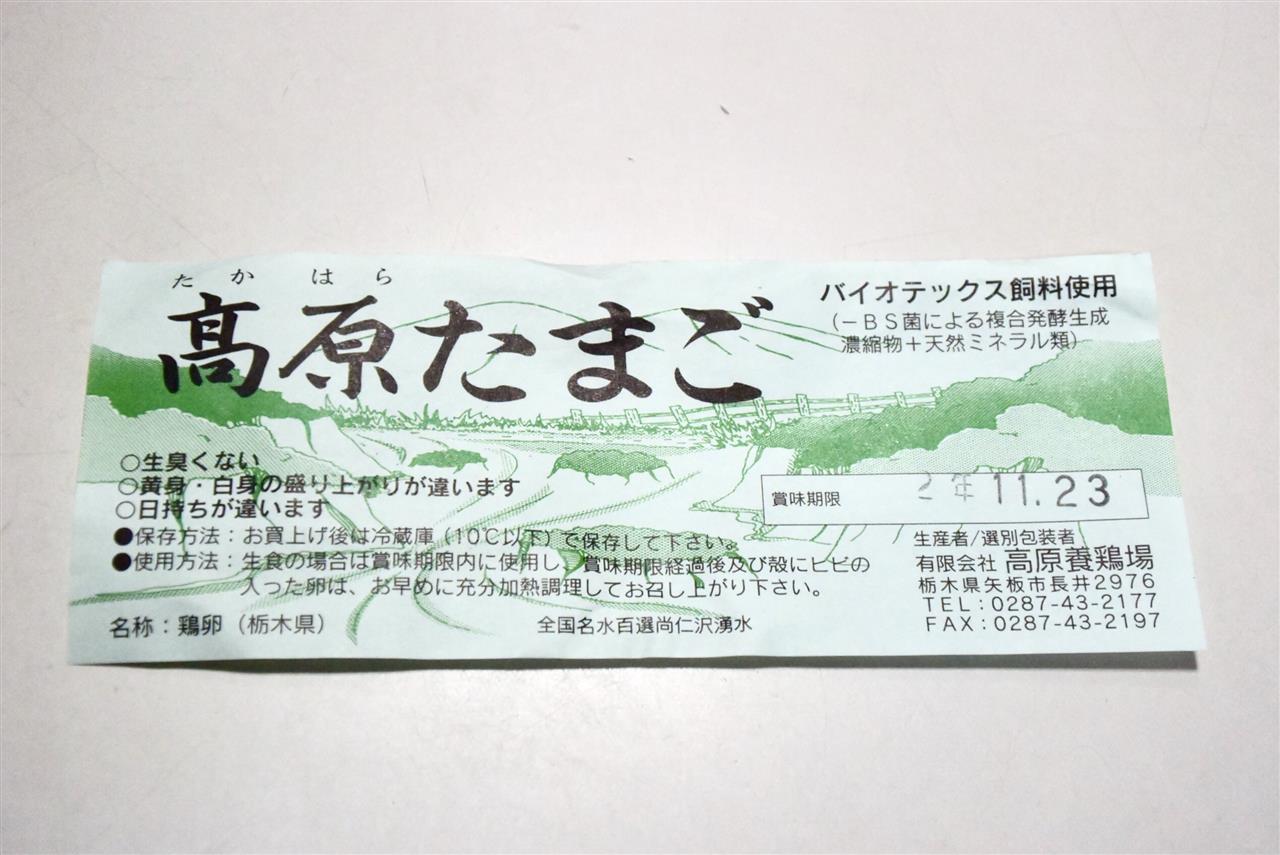 たかはら
高原たまご
バイオテックス飼料使用
(－BS菌による複合発酵生成
濃縮物＋天然ミネラル類)
○生臭くない
○黄身・白身の盛り上がりが違います
○日持ちが違います
賞味期限 2年 11.23
●保存方法：お買上げ後は冷蔵庫(10℃以下)で保存して下さい。
●使用方法：生食の場合は賞味期限内に使用し、賞味期限経過後及び殻にヒビの
入った卵は、お早めに充分加熱調理してお召し上がり下さい。
名称：鶏卵(栃木県)
全国名水百選尚仁沢湧水
生産者/選別包装者
有限会社 高原養鶏場
栃木県矢板市長井2976
TEL：0287-43-2177
FAX：0287-43-2197